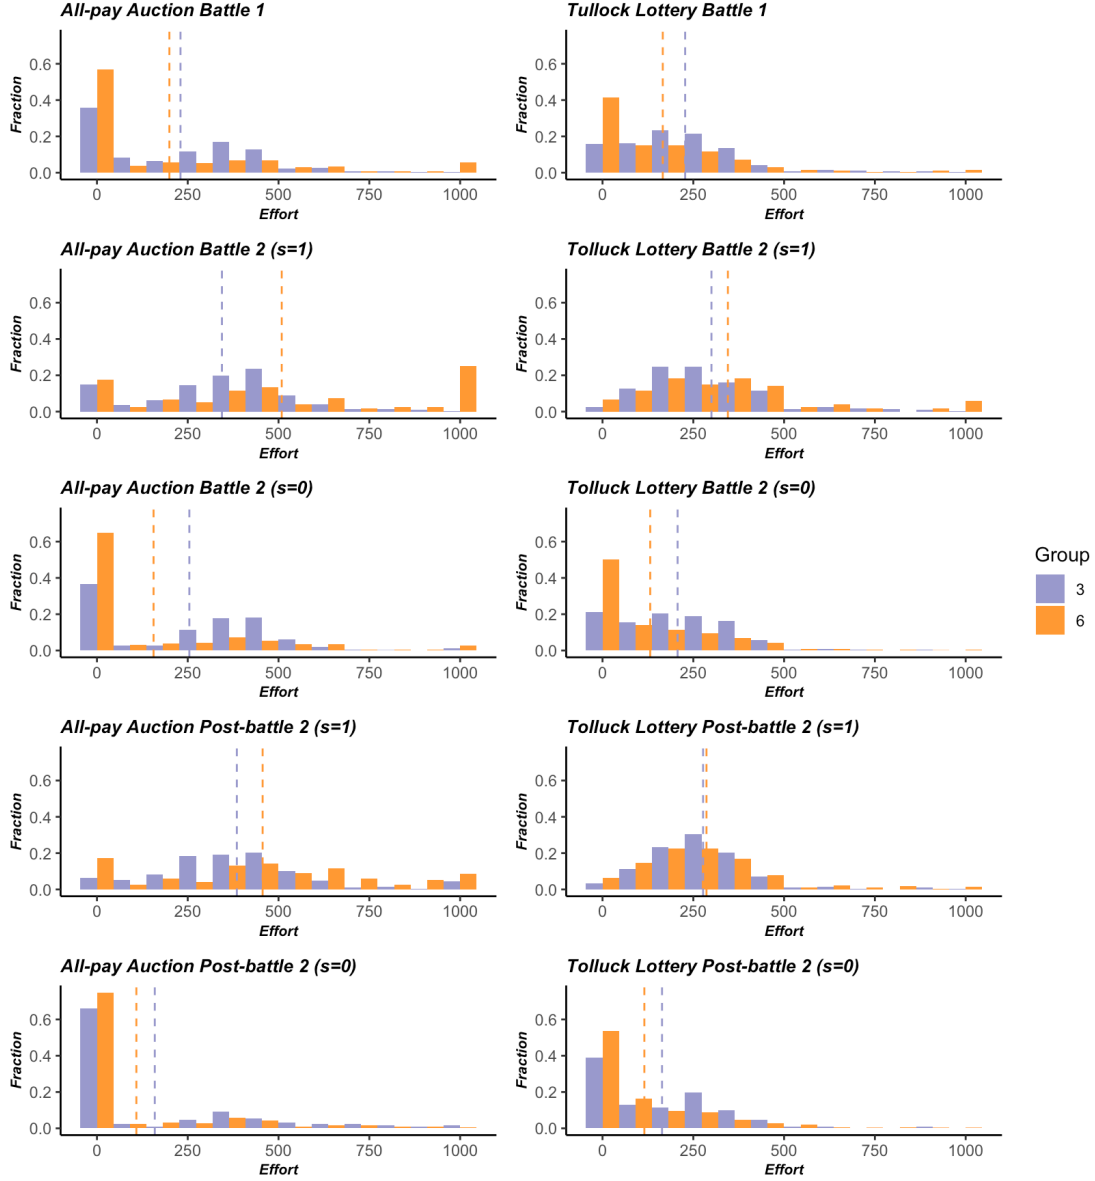 All-pay Auction Battle 1
Fraction
0.6
0.4
0.2
0.0
0 250 500 750 1000
Effort
Tullock Lottery Battle 1
Fraction
0.6
0.4
0.2
0.0
0 250 500 750 1000
Effort
All-pay Auction Battle 2 (s=1)
Fraction
0.6
0.4
0.2
0.0
0 250 500 750 1000
Effort
Tolluck Lottery Battle 2 (s=1)
Fraction
0.6
0.4
0.2
0.0
0 250 500 750 1000
Effort
All-pay Auction Battle 2 (s=0)
Fraction
0.6
0.4
0.2
0.0
0 250 500 750 1000
Effort
Tolluck Lottery Battle 2 (s=0)
Fraction
0.6
0.4
0.2
0.0
0 250 500 750 1000
Effort
All-pay Auction Post-battle 2 (s=1)
Fraction
0.6
0.4
0.2
0.0
0 250 500 750 1000
Effort
Tolluck Lottery Post-battle 2 (s=1)
Fraction
0.6
0.4
0.2
0.0
0 250 500 750 1000
Effort
All-pay Auction Post-battle 2 (s=0)
Fraction
0.6
0.4
0.2
0.0
0 250 500 750 1000
Effort
Tolluck Lottery Post-battle 2 (s=0)
Fraction
0.6
0.4
0.2
0.0
0 250 500 750 1000
Effort
Group
3
6